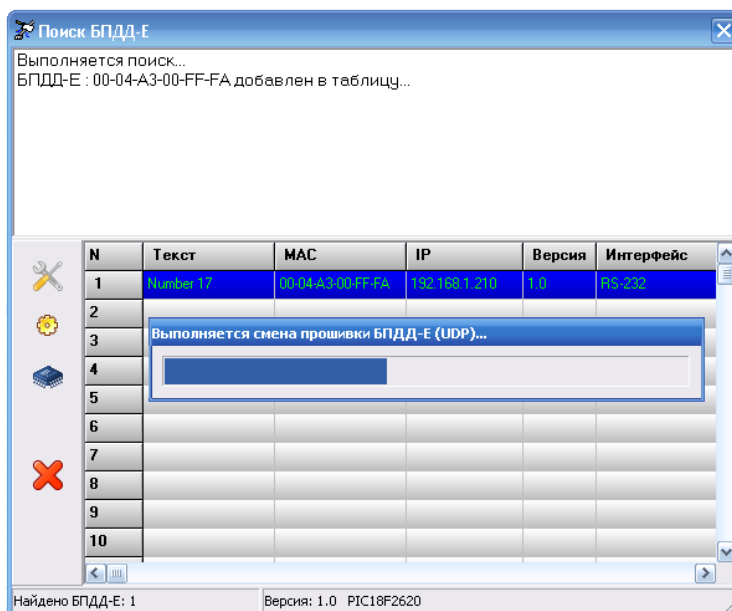 Поиск БПДД-Е
Выполняется поиск...
БПДД-Е : 00-04-A3-00-FF-FA добавлен в таблицу...
N Текст MAC IP Версия Интерфейс
1 Number 17 00-04-A3-00-FF-FA 192.168.1.210 1.0 RS-232
2
Выполняется смена прошивки БПДД-Е (UDP)...
3
4
5
6
7
8
9
10
Найдено БПДД-Е: 1 Версия: 1.0 PIC18F2620